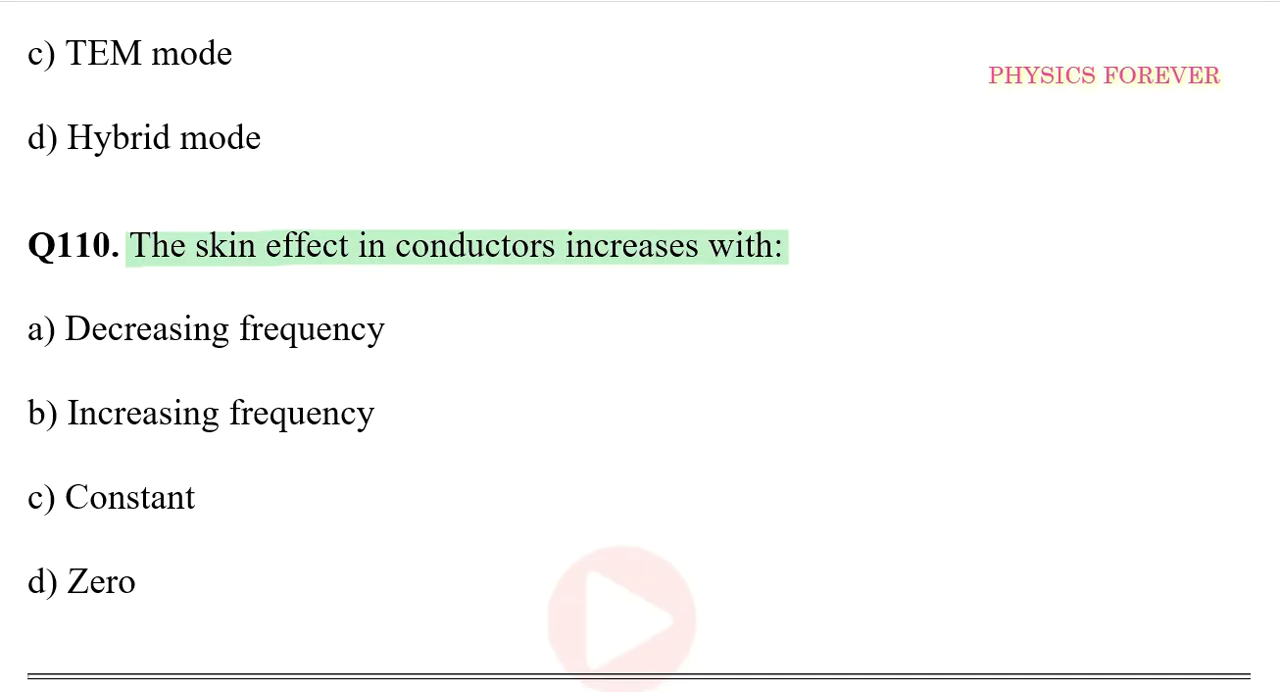 c) TEM mode
PHYSICS FOREVER
d) Hybrid mode
Q110. The skin effect in conductors increases with:
a) Decreasing frequency
b) Increasing frequency
c) Constant
d) Zero